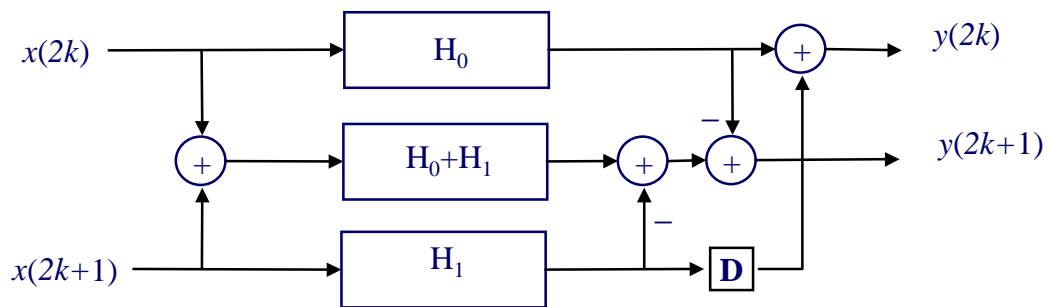 x(2k)
H₀
+
y(2k)
–
+
H₀+H₁
+
+
y(2k+1)
–
x(2k+1)
H₁
D